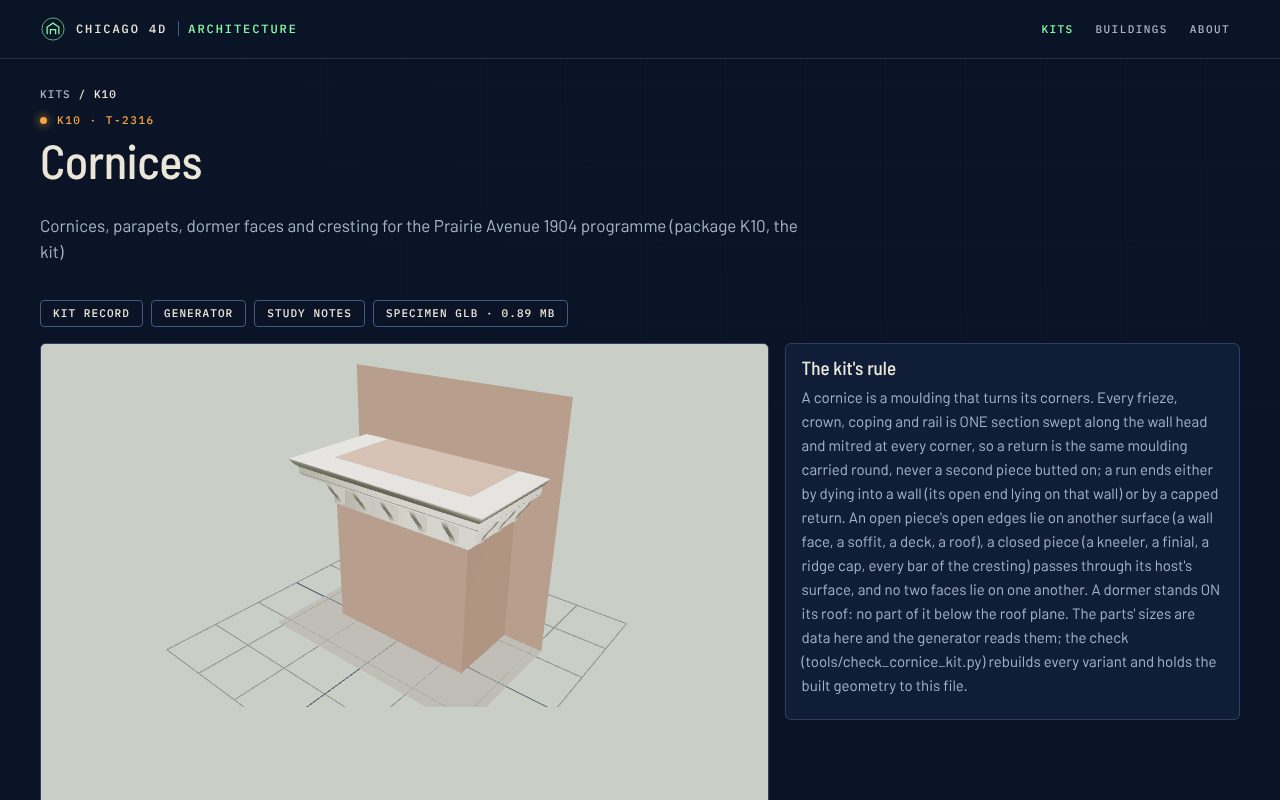 CHICAGO 4D | ARCHITECTURE
KITS BUILDINGS ABOUT
KITS / K10
K10 · T-2316
Cornices
Cornices, parapets, dormer faces and cresting for the Prairie Avenue 1904 programme (package K10, the
kit)
KIT RECORD GENERATOR STUDY NOTES SPECIMEN GLB · 0.89 MB
The kit's rule
A cornice is a moulding that turns its corners. Every frieze,
crown, coping and rail is ONE section swept along the wall head
and mitred at every corner, so a return is the same moulding
carried round, never a second piece butted on; a run ends either
by dying into a wall (its open end lying on that wall) or by a capped
return. An open piece's open edges lie on another surface (a wall
face, a soffit, a deck, a roof), a closed piece (a kneeler, a finial, a
ridge cap, every bar of the cresting) passes through its host's
surface, and no two faces lie on one another. A dormer stands ON
its roof: no part of it below the roof plane. The parts' sizes are
data here and the generator reads them; the check
(tools/check_cornice_kit.py) rebuilds every variant and holds the
built geometry to this file.